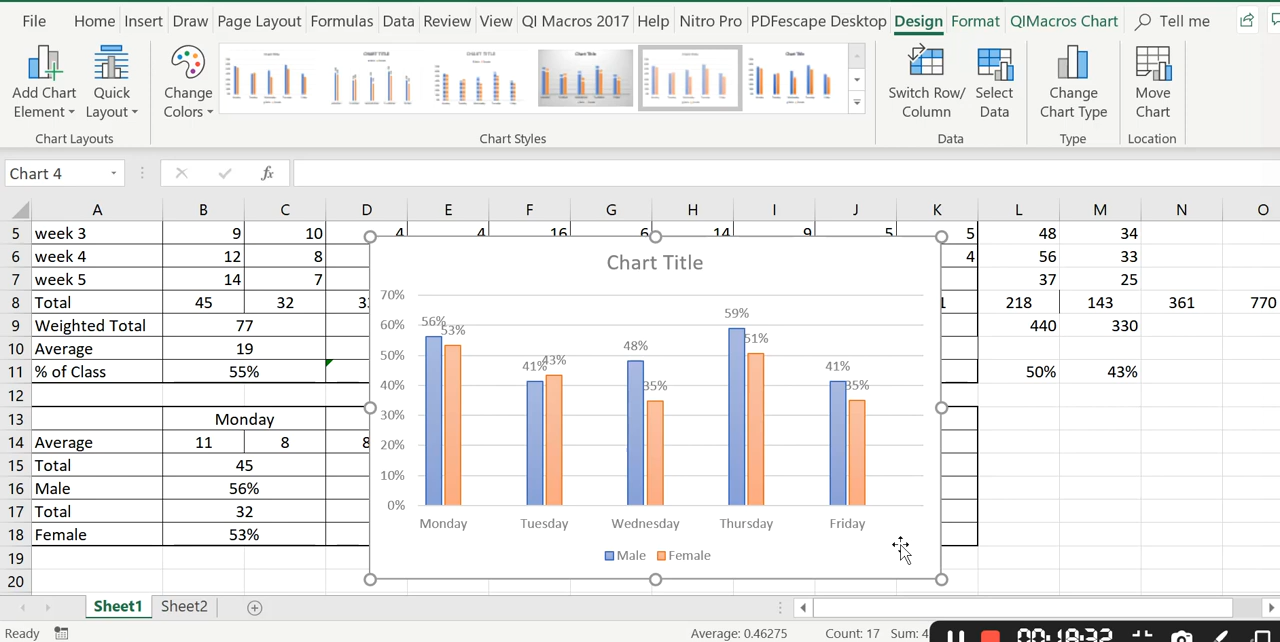 File Home Insert Draw Page Layout Formulas Data Review View QI Macros 2017 Help Nitro Pro PDFescape Desktop Design Format QIMacros Chart Tell me
Add Chart Element Quick Layout Change Colors Switch Row/ Column Select Data Change Chart Type Move Chart
Chart Layouts Chart Styles Data Type Location
Chart 4 fx
A B C D E F G H I J K L M N O
5 week 3 9 10 4 4 16 6 14 9 5 5 48 34
6 week 4 12 8 4 56 33
7 week 5 14 7 37 25
8 Total 45 32 218 143 361 770
9 Weighted Total 77 440 330
10 Average 19
11 % of Class 55% 50% 43%
12
13 Monday
14 Average 11 8 8
15 Total 45
16 Male 56%
17 Total 32
18 Female 53%
19
20
Chart Title
70%
60%
50%
40%
30%
20%
10%
0%
56% 53% 41% 43% 48% 35% 59% 51% 41% 35%
Monday Tuesday Wednesday Thursday Friday
Male Female
Sheet1 Sheet2
Ready Average: 0.46275 Count: 17 Sum: 4
00:18:32